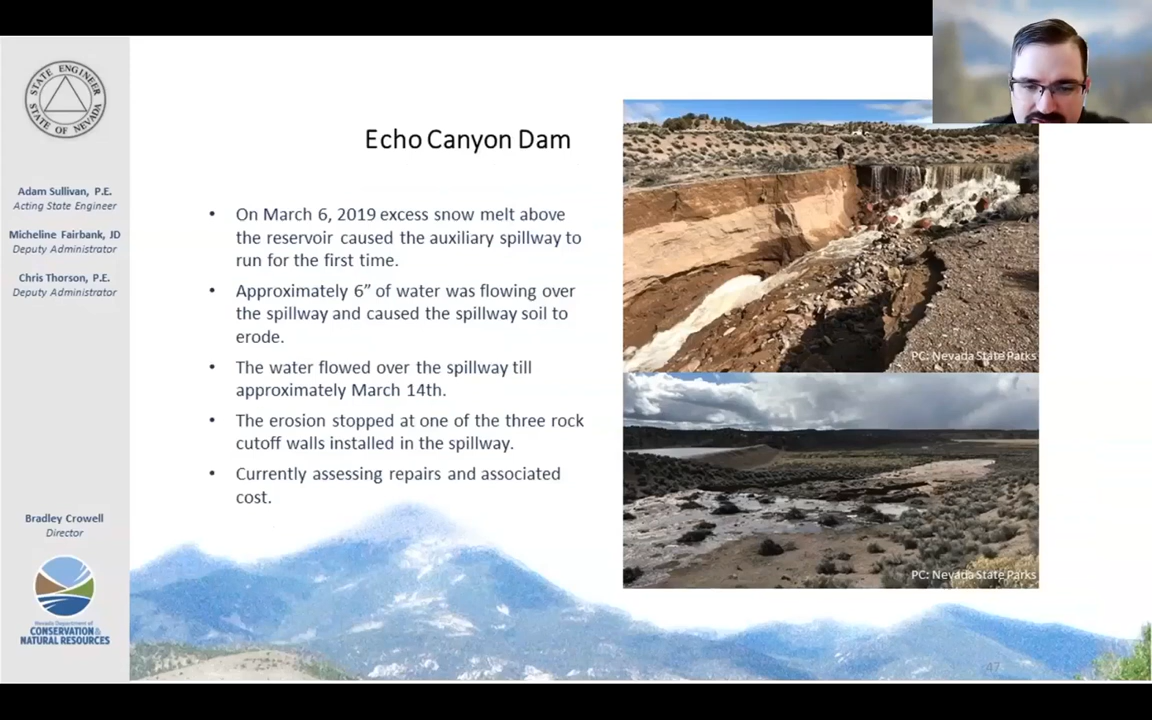 STATE ENGINEER
STATE OF NEVADA
Adam Sullivan, P.E.
Acting State Engineer
Micheline Fairbank, JD
Deputy Administrator
Chris Thorson, P.E.
Deputy Administrator
Bradley Crowell
Director
Nevada Department of
CONSERVATION &
NATURAL RESOURCES
Echo Canyon Dam
• On March 6, 2019 excess snow melt above
the reservoir caused the auxiliary spillway to
run for the first time.
• Approximately 6” of water was flowing over
the spillway and caused the spillway soil to
erode.
• The water flowed over the spillway till
approximately March 14th.
• The erosion stopped at one of the three rock
cutoff walls installed in the spillway.
• Currently assessing repairs and associated
cost.
PC: Nevada State Parks
PC: Nevada State Parks
47